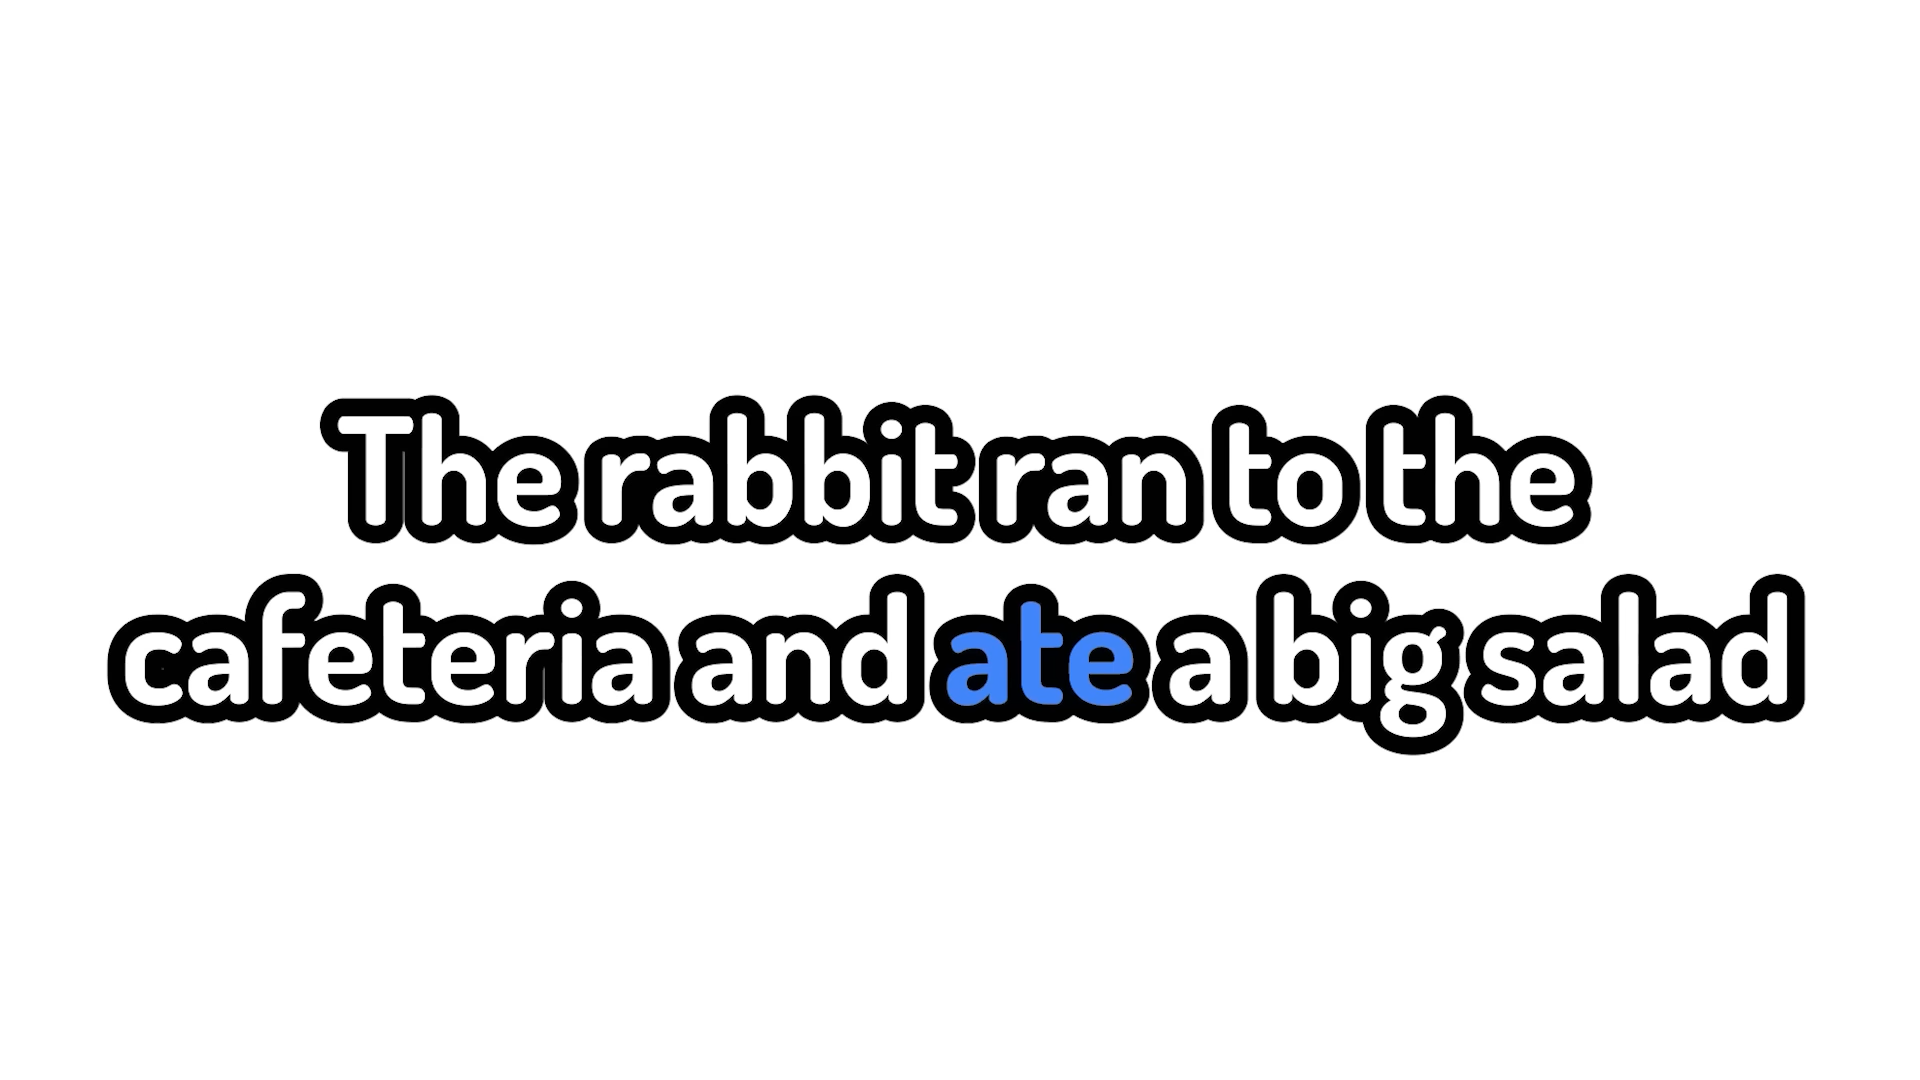 The rabbit ran to the
cafeteria and ate a big salad